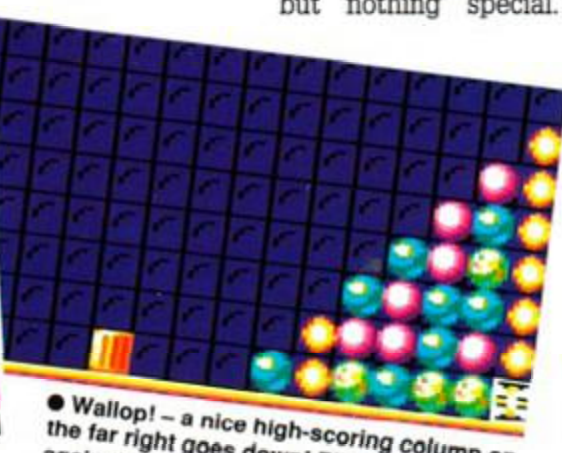 but nothing special.
● Wallop! – a nice high-scoring column on
the far right goes down!